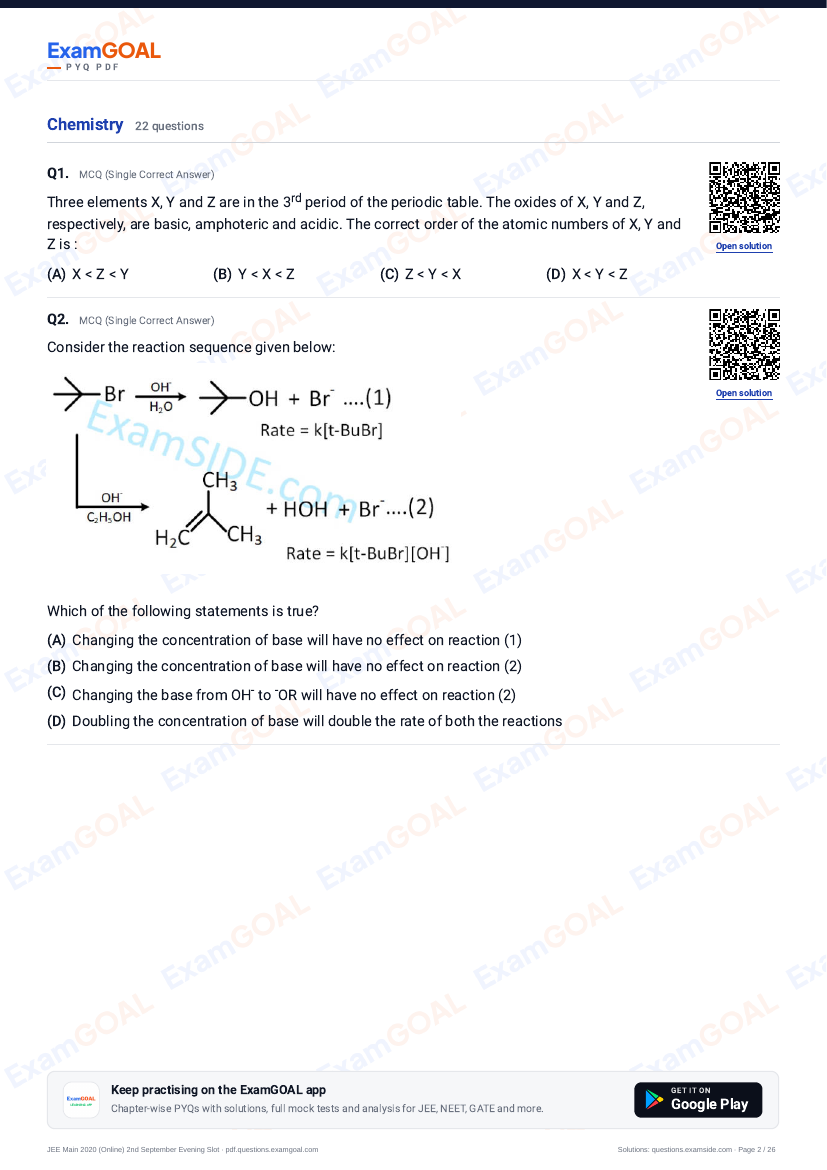 ExamGOAL
PYQ PDF
Chemistry 22 questions
Q1. MCQ (Single Correct Answer)
Three elements X, Y and Z are in the 3rd period of the periodic table. The oxides of X, Y and Z,
respectively, are basic, amphoteric and acidic. The correct order of the atomic numbers of X, Y and
Z is :
Open solution
(A) X < Z < Y (B) Y < X < Z (C) Z < Y < X (D) X < Y < Z
Q2. MCQ (Single Correct Answer)
Consider the reaction sequence given below:
Open solution
Br OH⁻ H₂O OH + Br⁻ ....(1)
Rate = k[t-BuBr]
ExamSIDE.com
OH⁻ C₂H₅OH CH₃ H₂C CH₃ + HOH + Br⁻....(2)
Rate = k[t-BuBr][OH⁻]
Which of the following statements is true?
(A) Changing the concentration of base will have no effect on reaction (1)
(B) Changing the concentration of base will have no effect on reaction (2)
(C) Changing the base from OH⁻ to ⁻OR will have no effect on reaction (2)
(D) Doubling the concentration of base will double the rate of both the reactions
ExamGOAL
Keep practising on the ExamGOAL app
Chapter-wise PYQs with solutions, full mock tests and analysis for JEE, NEET, GATE and more.
GET IT ON
Google Play
JEE Main 2020 (Online) 2nd September Evening Slot · pdf.questions.examgoal.com
Solutions: questions.examside.com · Page 2 / 26